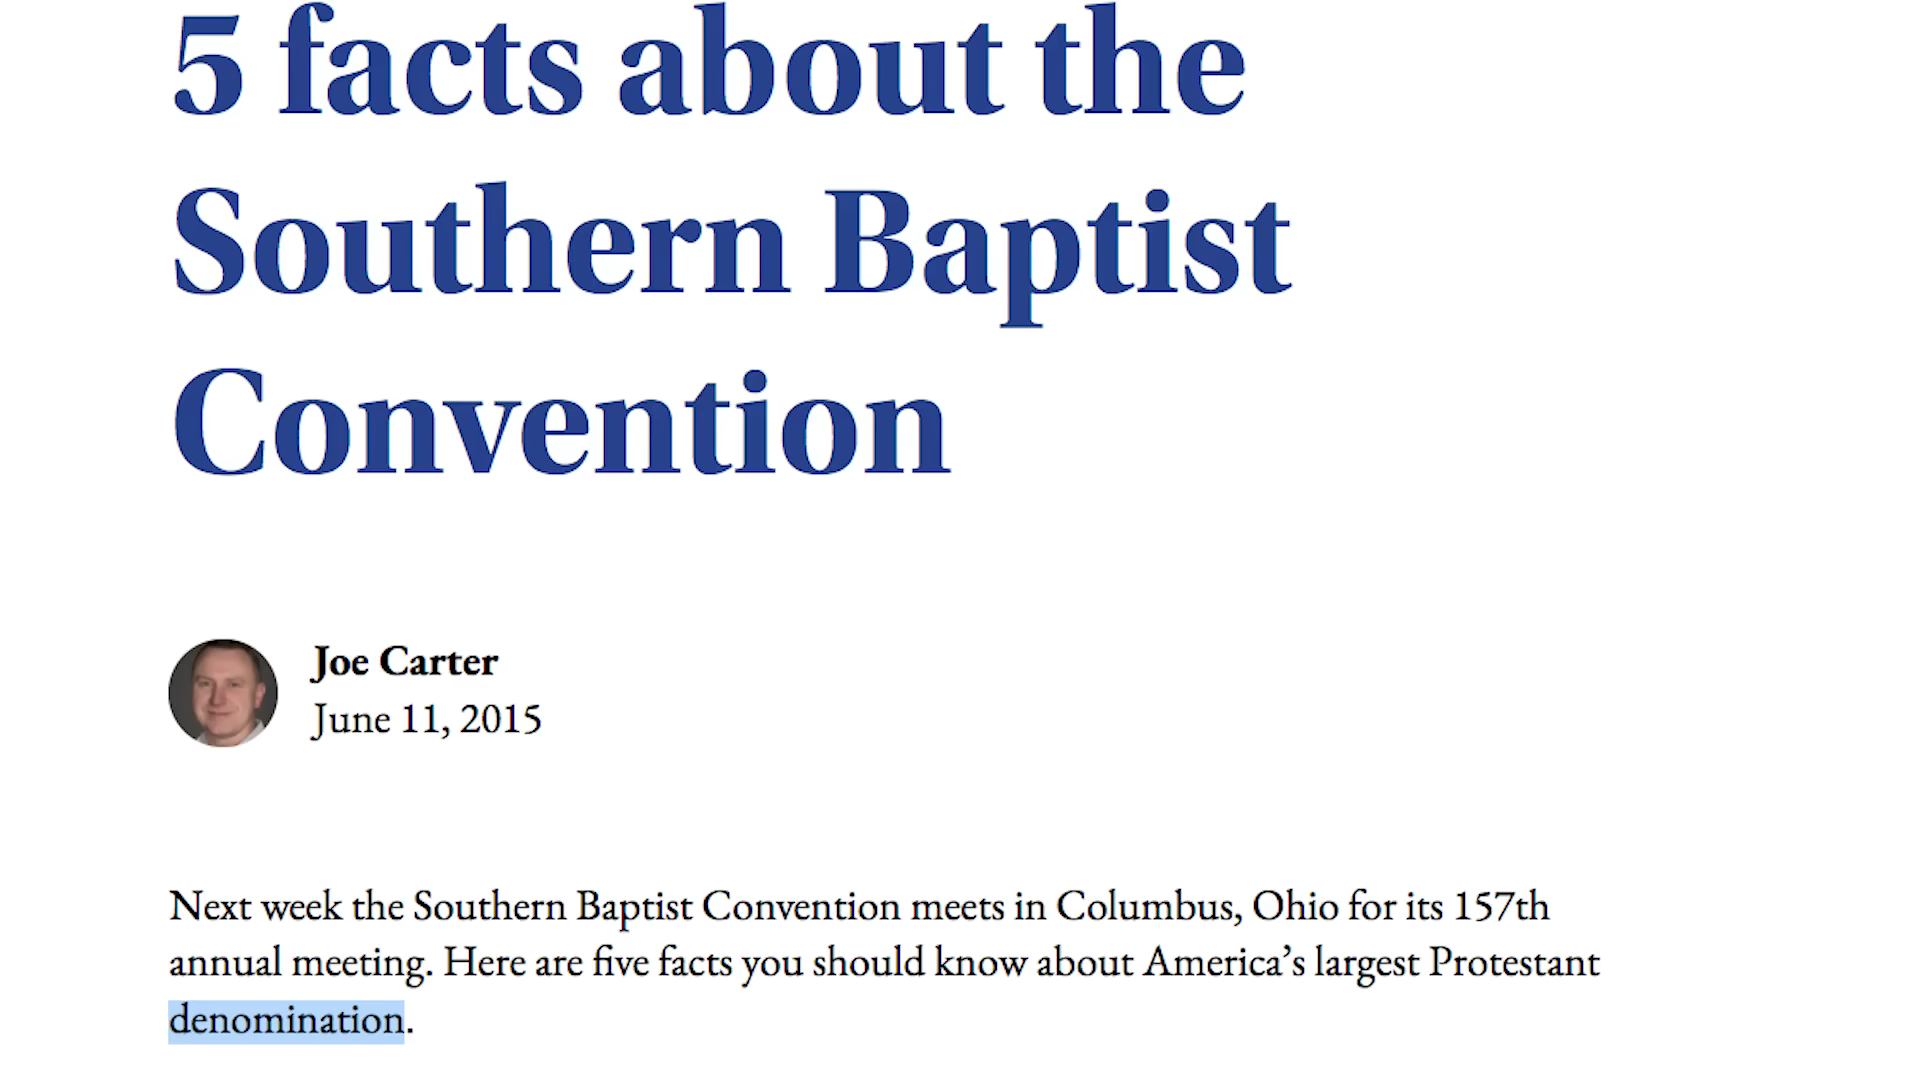 5 facts about the
Southern Baptist
Convention
Joe Carter
June 11, 2015
Next week the Southern Baptist Convention meets in Columbus, Ohio for its 157th
annual meeting. Here are five facts you should know about America’s largest Protestant
denomination.